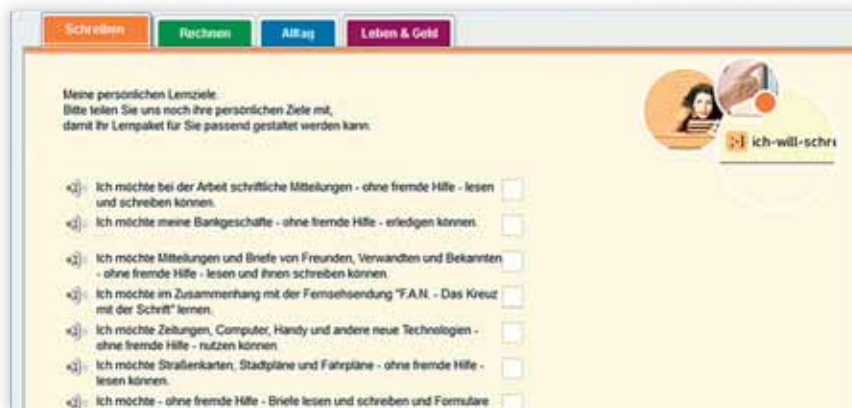 Schreiben
Rechnen
Alltag
Leben & Geld
Meine persönlichen Lernziele.
Bitte teilen Sie uns noch ihre persönlichen Ziele mit,
damit Ihr Lernpaket für Sie passend gestaltet werden kann:
ich-will-schre
Ich möchte bei der Arbeit schriftliche Mitteilungen - ohne fremde Hilfe - lesen
und schreiben können.
Ich möchte meine Bankgeschäfte - ohne fremde Hilfe - erledigen können.
Ich möchte Mitteilungen und Briefe von Freunden, Verwandten und Bekannten
- ohne fremde Hilfe - lesen und ihnen schreiben können.
Ich möchte im Zusammenhang mit der Fernsehsendung "F.A.N. - Das Kreuz
mit der Schrift" lernen.
Ich möchte Zeitungen, Computer, Handy und andere neue Technologien -
ohne fremde Hilfe - nutzen können.
Ich möchte Straßenkarten, Stadtpläne und Fahrpläne - ohne fremde Hilfe -
lesen können.
Ich möchte - ohne fremde Hilfe - Briefe lesen und schreiben und Formulare